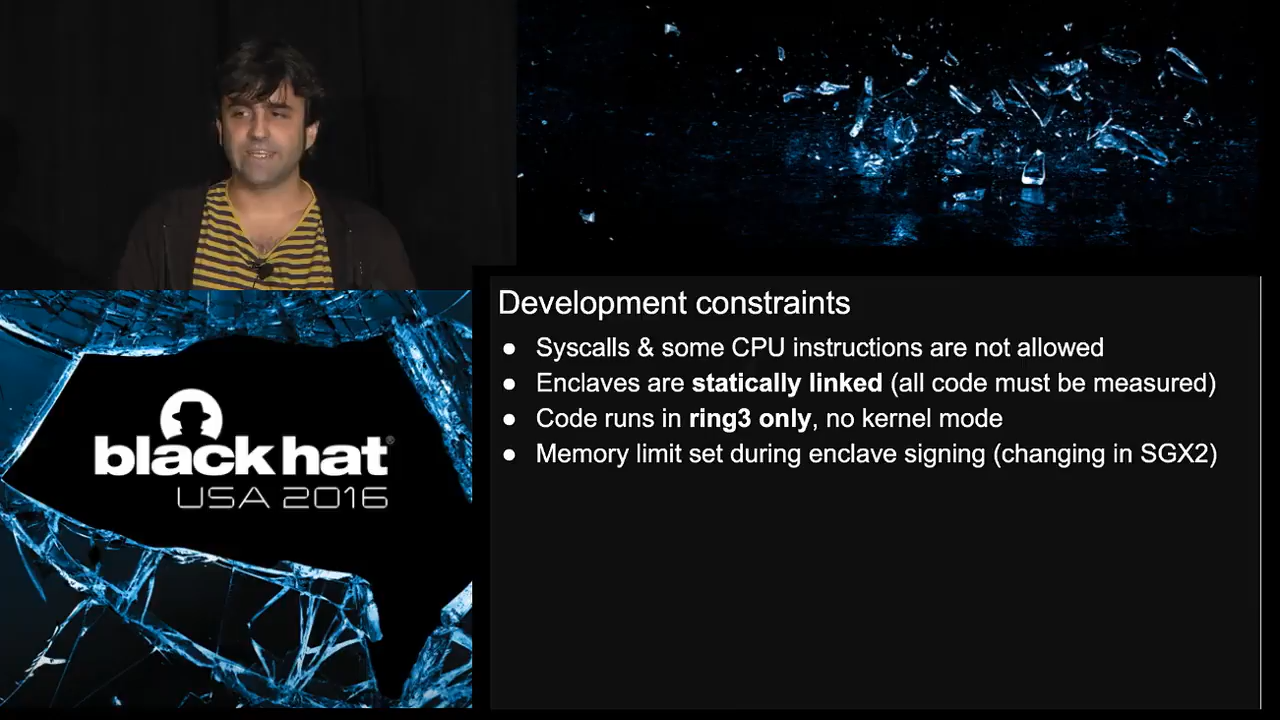 Development constraints
● Syscalls & some CPU instructions are not allowed
● Enclaves are statically linked (all code must be measured)
● Code runs in ring3 only, no kernel mode
● Memory limit set during enclave signing (changing in SGX2)
black hat®
USA 2016